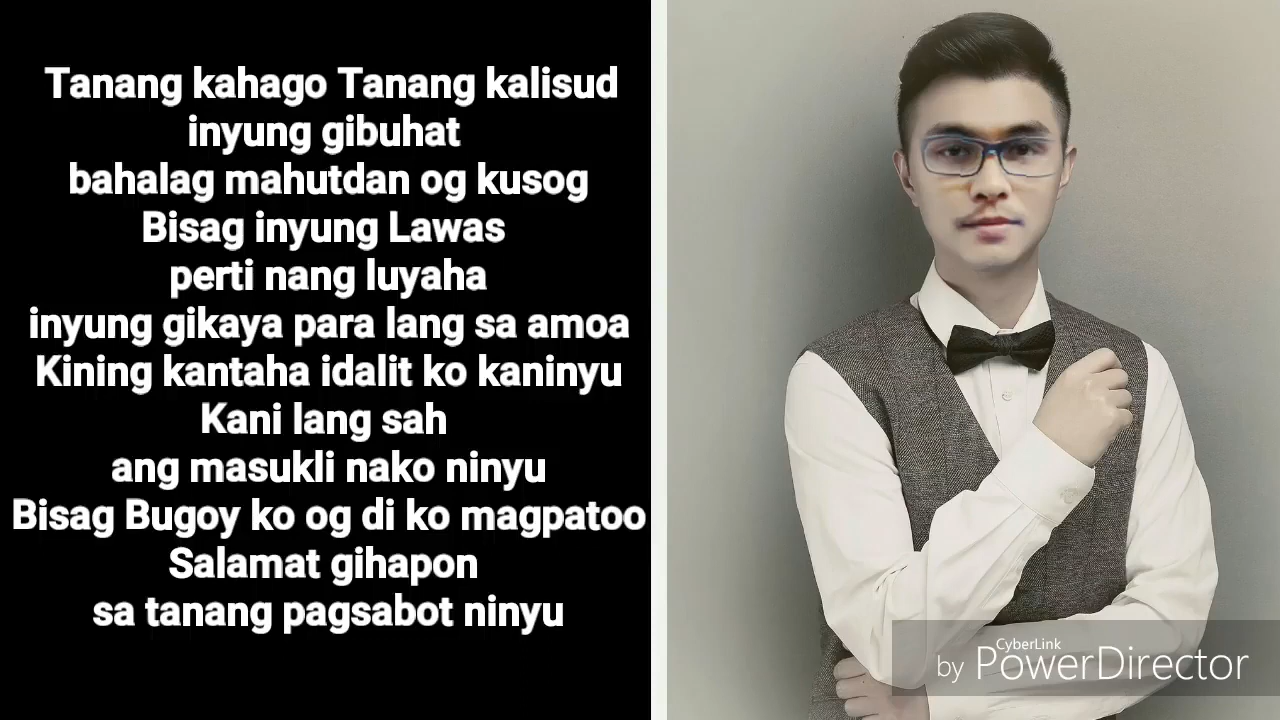 Tanang kahago Tanang kalisud
inyung gibuhat
bahalag mahutdan og kusog
Bisag inyung Lawas
perti nang luyaha
inyung gikaya para lang sa amoa
Kining kantaha idalit ko kaninyu
Kani lang sah
ang masukli nako ninyu
Bisag Bugoy ko og di ko magpatoo
Salamat gihapon
sa tanang pagsabot ninyu
CyberLink
by PowerDirector